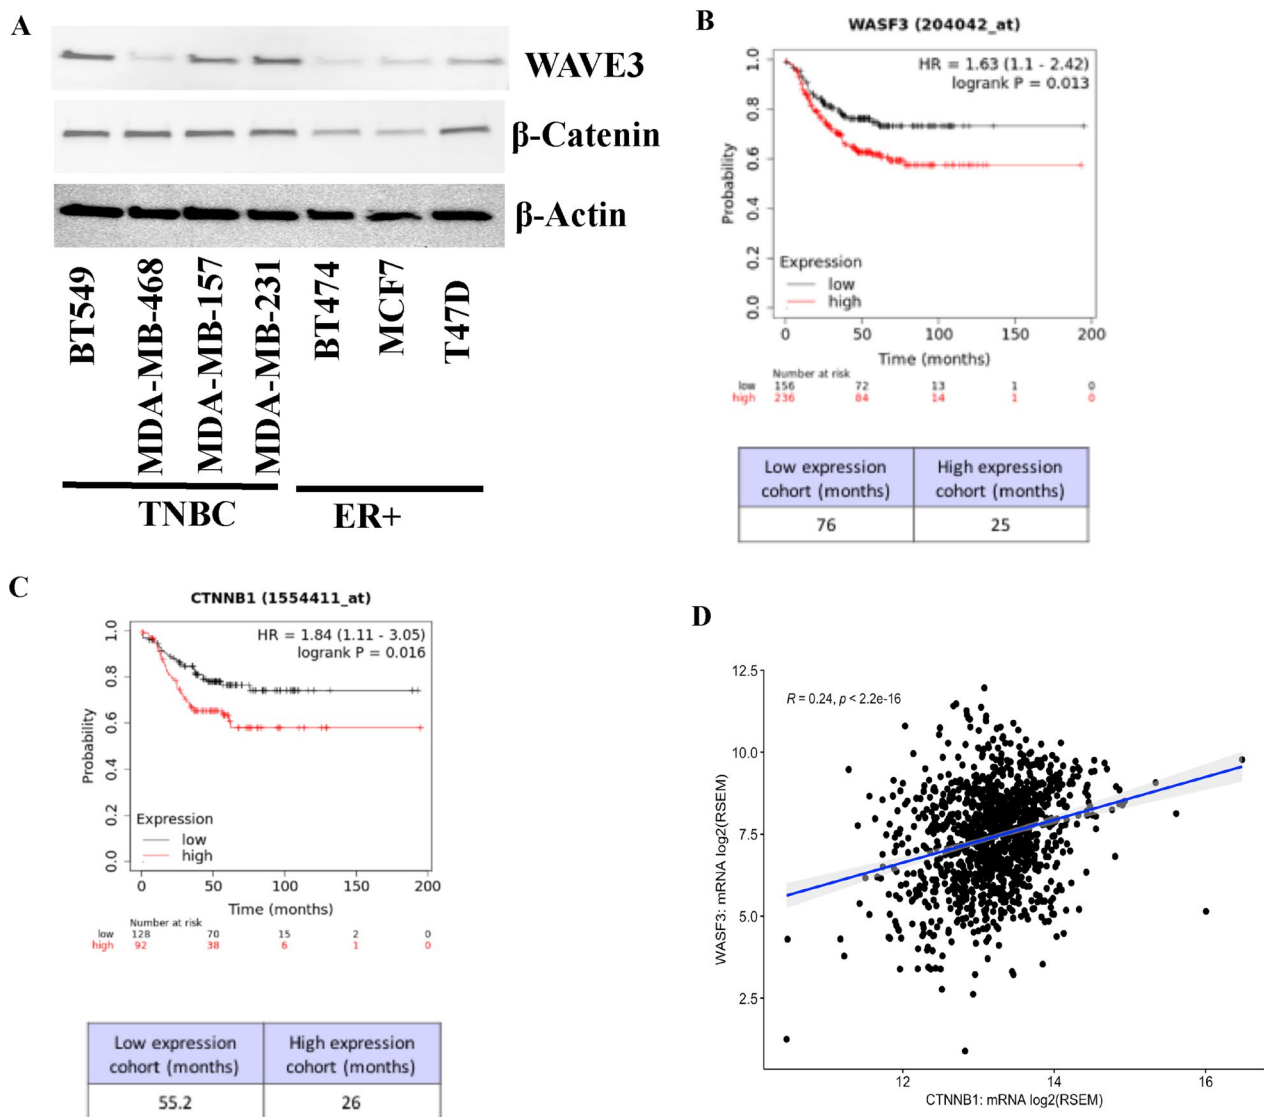 A
WAVE3
β-Catenin
β-Actin
BT549
MDA-MB-468
MDA-MB-157
MDA-MB-231
BT474
MCF7
T47D
TNBC
ER+
B
WASF3 (204042_at)
HR = 1.63 (1.1 - 2.42)
logrank P = 0.013
Probability
1.0
0.8
0.6
0.4
0.2
0.0
Expression
low
high
0 50 100 150 200
Time (months)
Number at risk
low 156 72 13 1 0
high 236 84 14 1 0
Low expression cohort (months)
High expression cohort (months)
76 25
C
CTNNB1 (1554411_at)
HR = 1.84 (1.11 - 3.05)
logrank P = 0.016
Probability
1.0
0.8
0.6
0.4
0.2
0.0
Expression
low
high
0 50 100 150 200
Time (months)
Number at risk
low 128 70 15 2 0
high 92 38 6 1 0
Low expression cohort (months)
High expression cohort (months)
55.2 26
D
R = 0.24, p < 2.2e-16
WASF3: mRNA log2(RSEM)
12.5
10.0
7.5
5.0
2.5
12 14 16
CTNNB1: mRNA log2(RSEM)